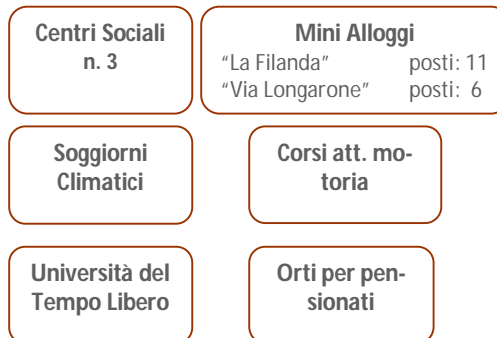 Centri Sociali
n. 3
Mini Alloggi
"La Filanda" posti: 11
"Via Longarone" posti: 6
Soggiorni
Climatici
Corsi att. mo-
toria
Università del
Tempo Libero
Orti per pen-
sionati